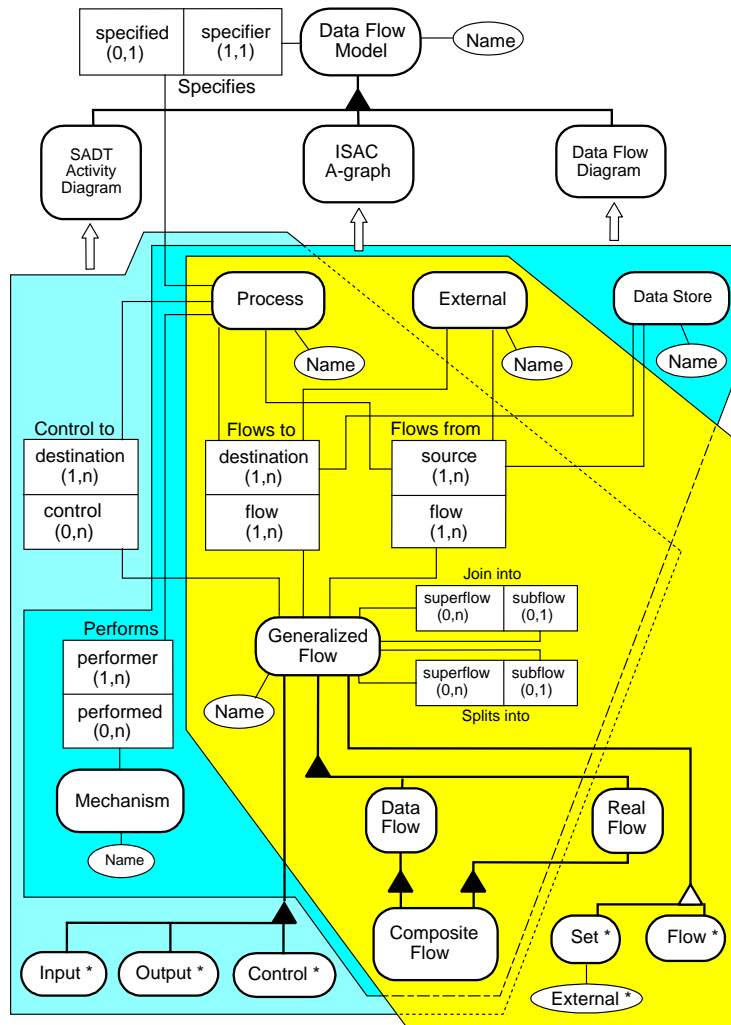 specified
(0,1)
specifier
(1,1)
Specifies
Data Flow
Model
Name
SADT
Activity
Diagram
ISAC
A-graph
Data Flow
Diagram
Process
External
Data Store
Name
Name
Name
Control to
destination
(1,n)
control
(0,n)
Flows to
destination
(1,n)
flow
(1,n)
Flows from
source
(1,n)
flow
(1,n)
Join into
superflow
(0,n)
subflow
(0,1)
Generalized
Flow
superflow
(0,n)
subflow
(0,1)
Splits into
Name
Performs
performer
(1,n)
performed
(0,n)
Mechanism
Name
Data
Flow
Real
Flow
Composite
Flow
Set *
Flow *
External *
Input *
Output *
Control *